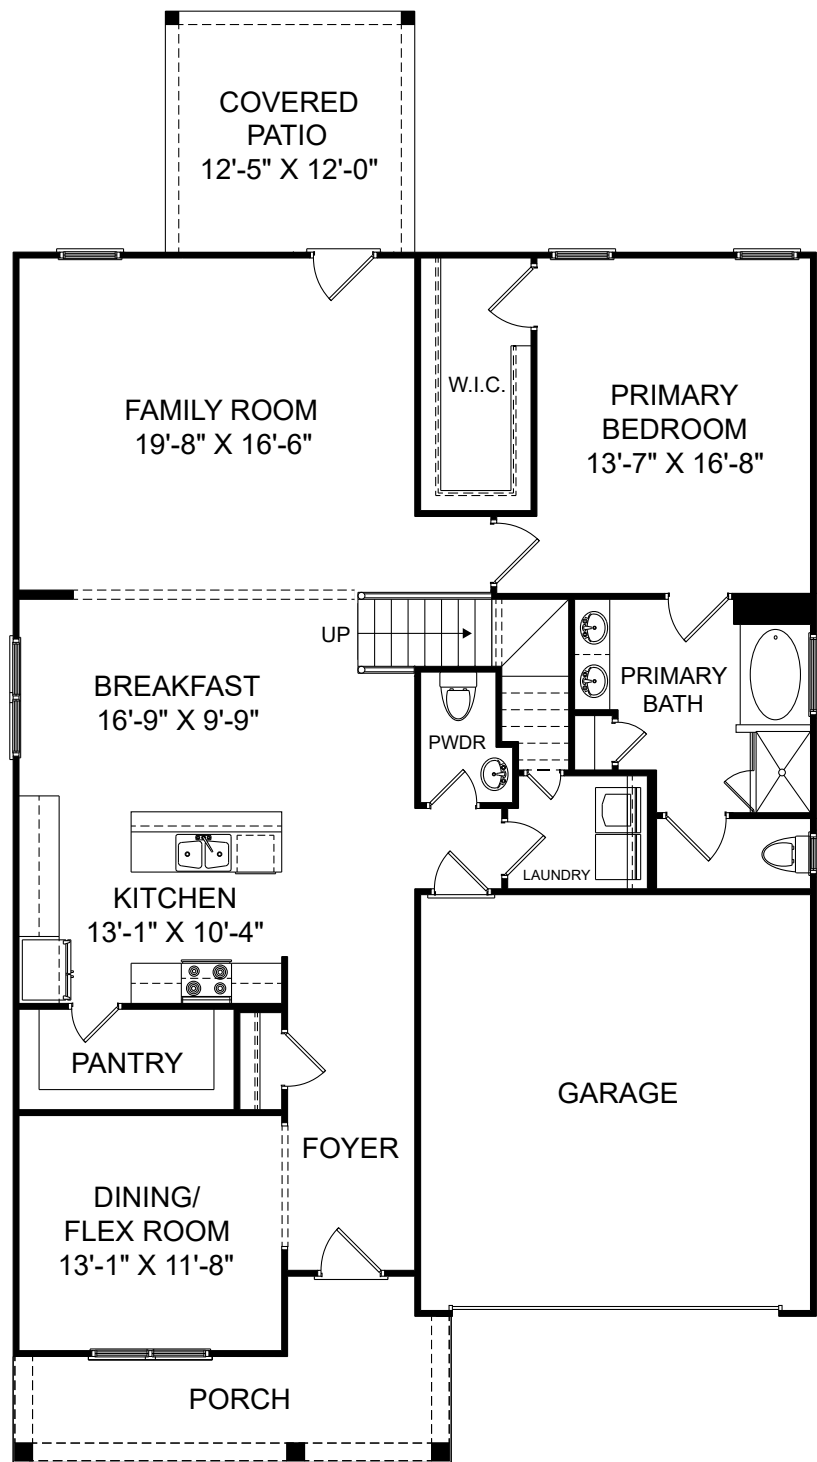 COVERED
PATIO
12'-5" X 12'-0"
FAMILY ROOM
19'-8" X 16'-6"
W.I.C.
PRIMARY
BEDROOM
13'-7" X 16'-8"
UP
BREAKFAST
16'-9" X 9'-9"
PWDR
PRIMARY
BATH
LAUNDRY
KITCHEN
13'-1" X 10'-4"
PANTRY
GARAGE
FOYER
DINING/
FLEX ROOM
13'-1" X 11'-8"
PORCH